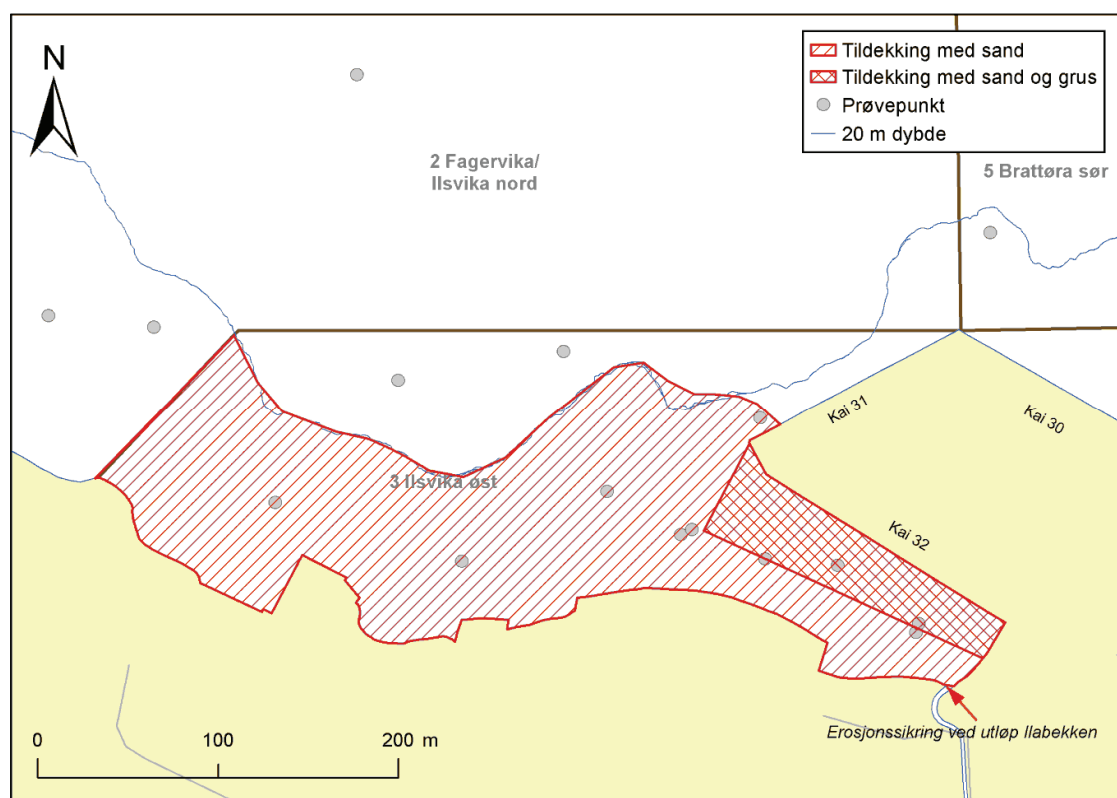 N
Tildekking med sand
Tildekking med sand og grus
Prøvepunkt
20 m dybde
2 Fagervika/
Ilsvika nord
5 Brattøra sør
Kai 31
Kai 30
3 Ilsvika øst
Kai 32
Erosjonssikring ved utløp Ilabekken
0 100 200 m